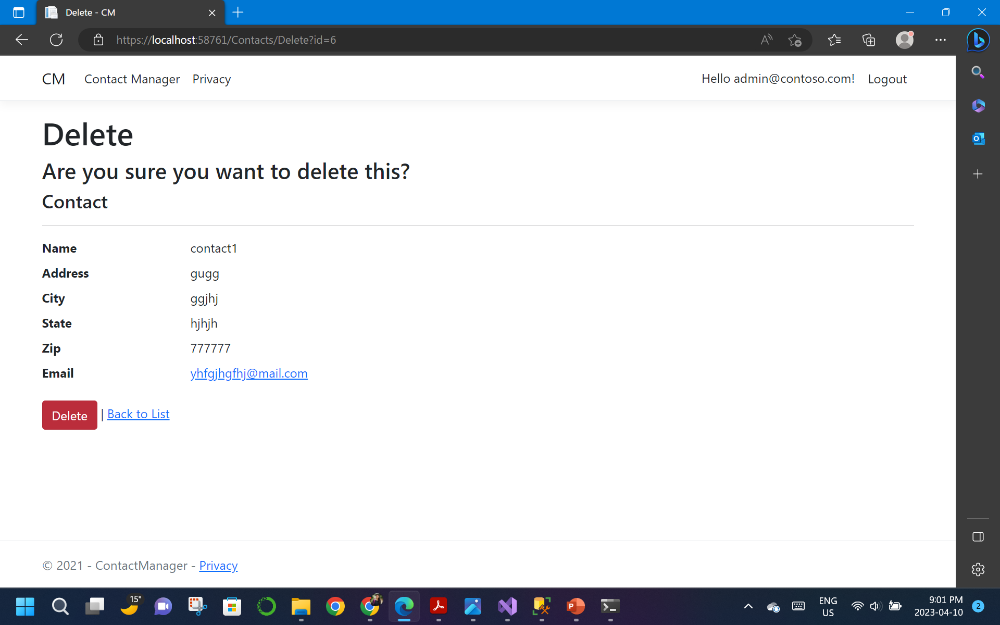 Delete - CM
https://localhost:58761/Contacts/Delete?id=6
CM Contact Manager Privacy Hello admin@contoso.com! Logout
Delete
Are you sure you want to delete this?
Contact
Name contact1
Address gugg
City ggjhj
State hjhjh
Zip 777777
Email yhfgjhgfhj@mail.com
Delete | Back to List
© 2021 - ContactManager - Privacy
15°
ENG
US
9:01 PM
2023-04-10
2